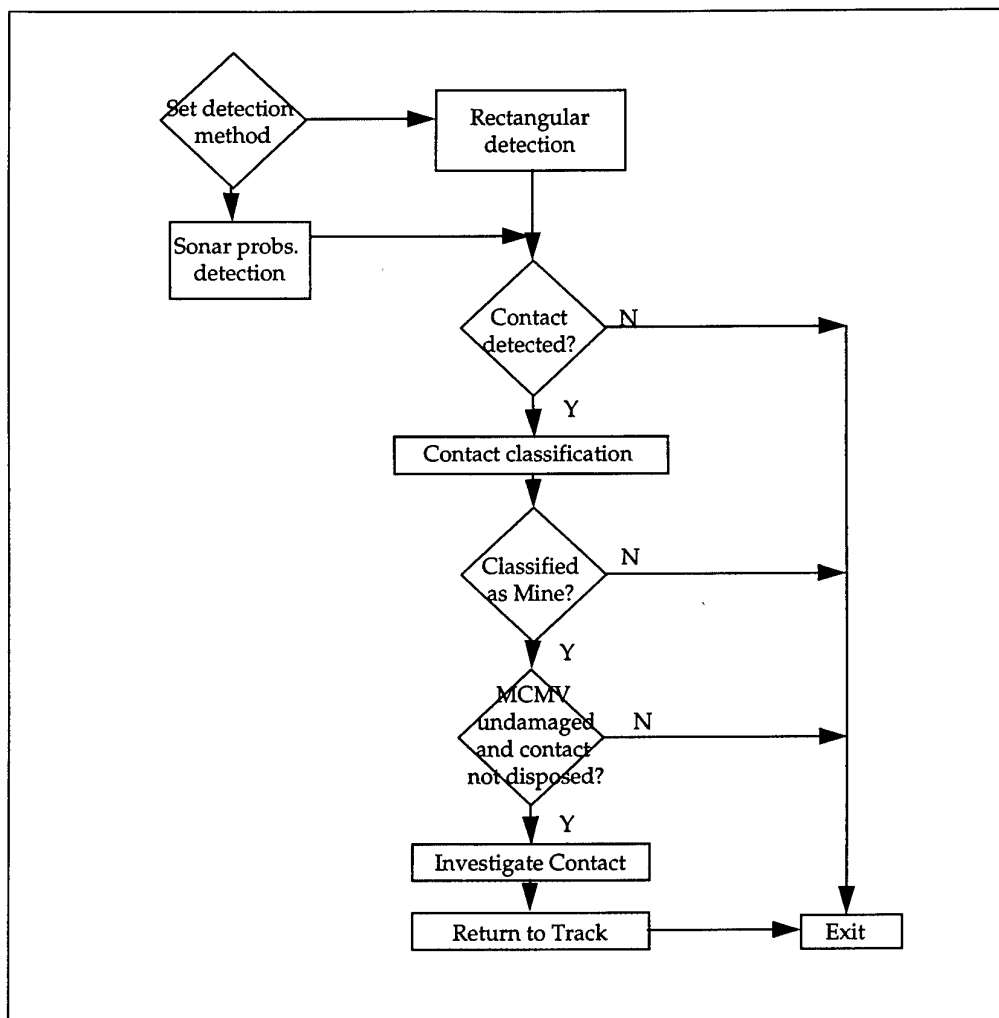 Set detection
method
Rectangular
detection
Sonar probs.
detection
Contact
detected?
N
Y
Contact classification
Classified
as Mine?
N
Y
MCMV
undamaged
and contact
not disposed?
N
Y
Investigate Contact
Return to Track
Exit